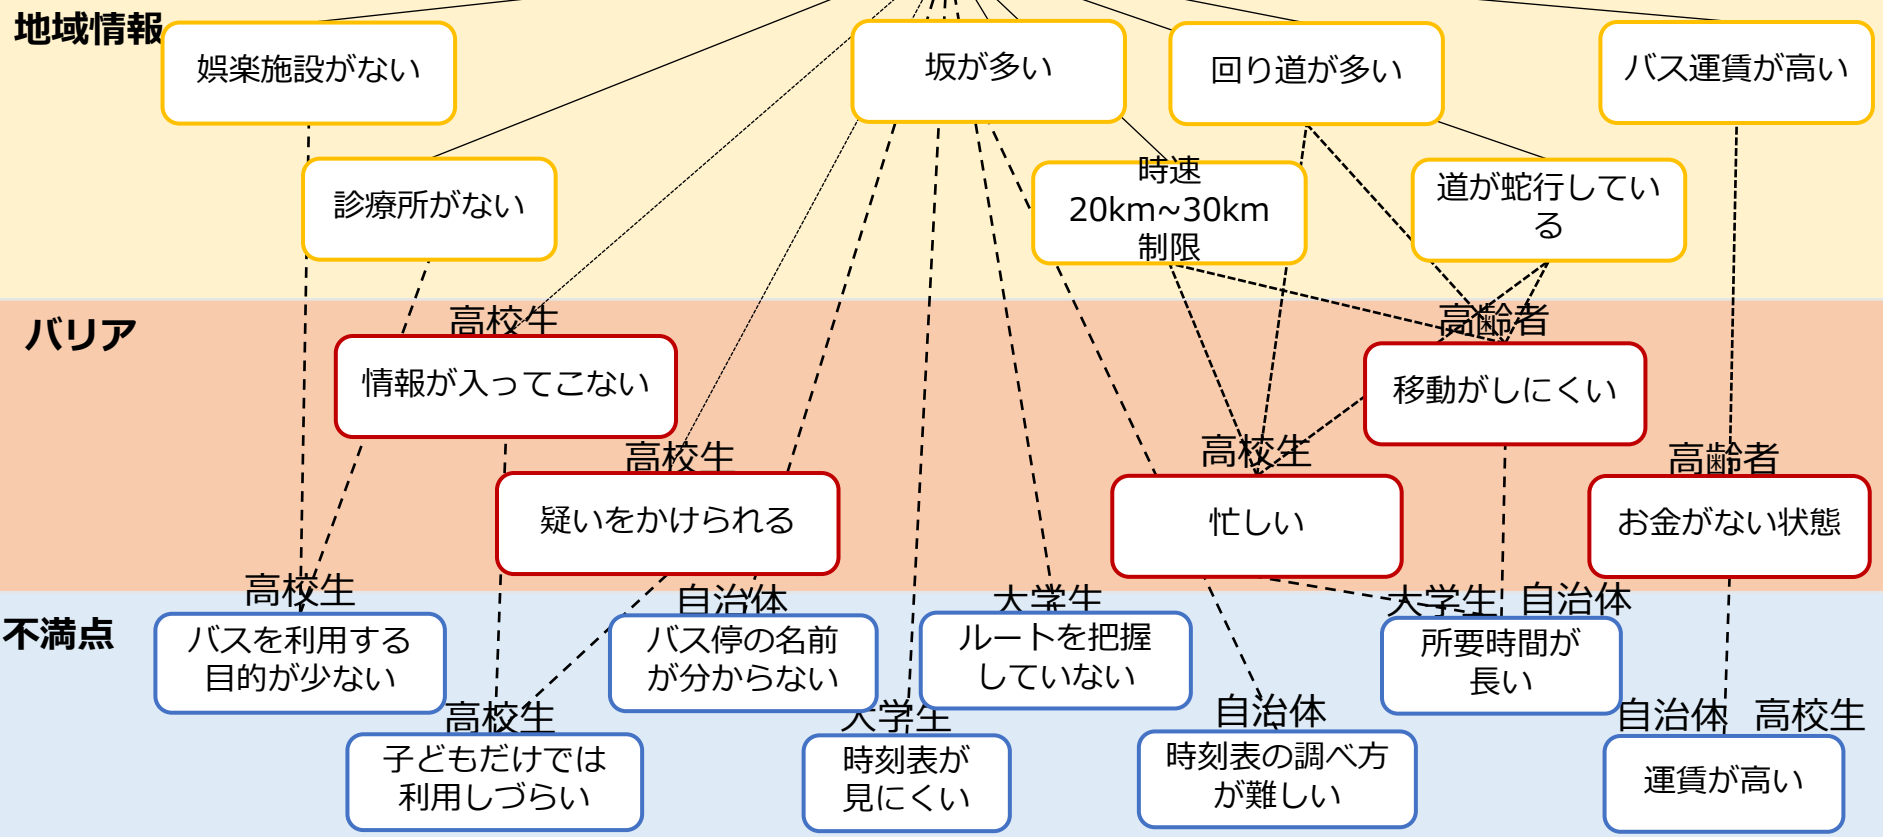 地域情報
娯楽施設がない
坂が多い
回り道が多い
バス運賃が高い
診療所がない
時速
20km~30km
制限
道が蛇行してい
る
バリア
高校生
情報が入ってこない
高齢者
移動がしにくい
高校生
疑いをかけられる
高校生
忙しい
高齢者
お金がない状態
不満点
高校生
バスを利用する
目的が少ない
自治体
バス停の名前
が分からない
大学生
ルートを把握
していない
大学生 自治体
所要時間が
長い
高校生
子どもだけでは
利用しづらい
大学生
時刻表が
見にくい
自治体
時刻表の調べ方
が難しい
自治体 高校生
運賃が高い